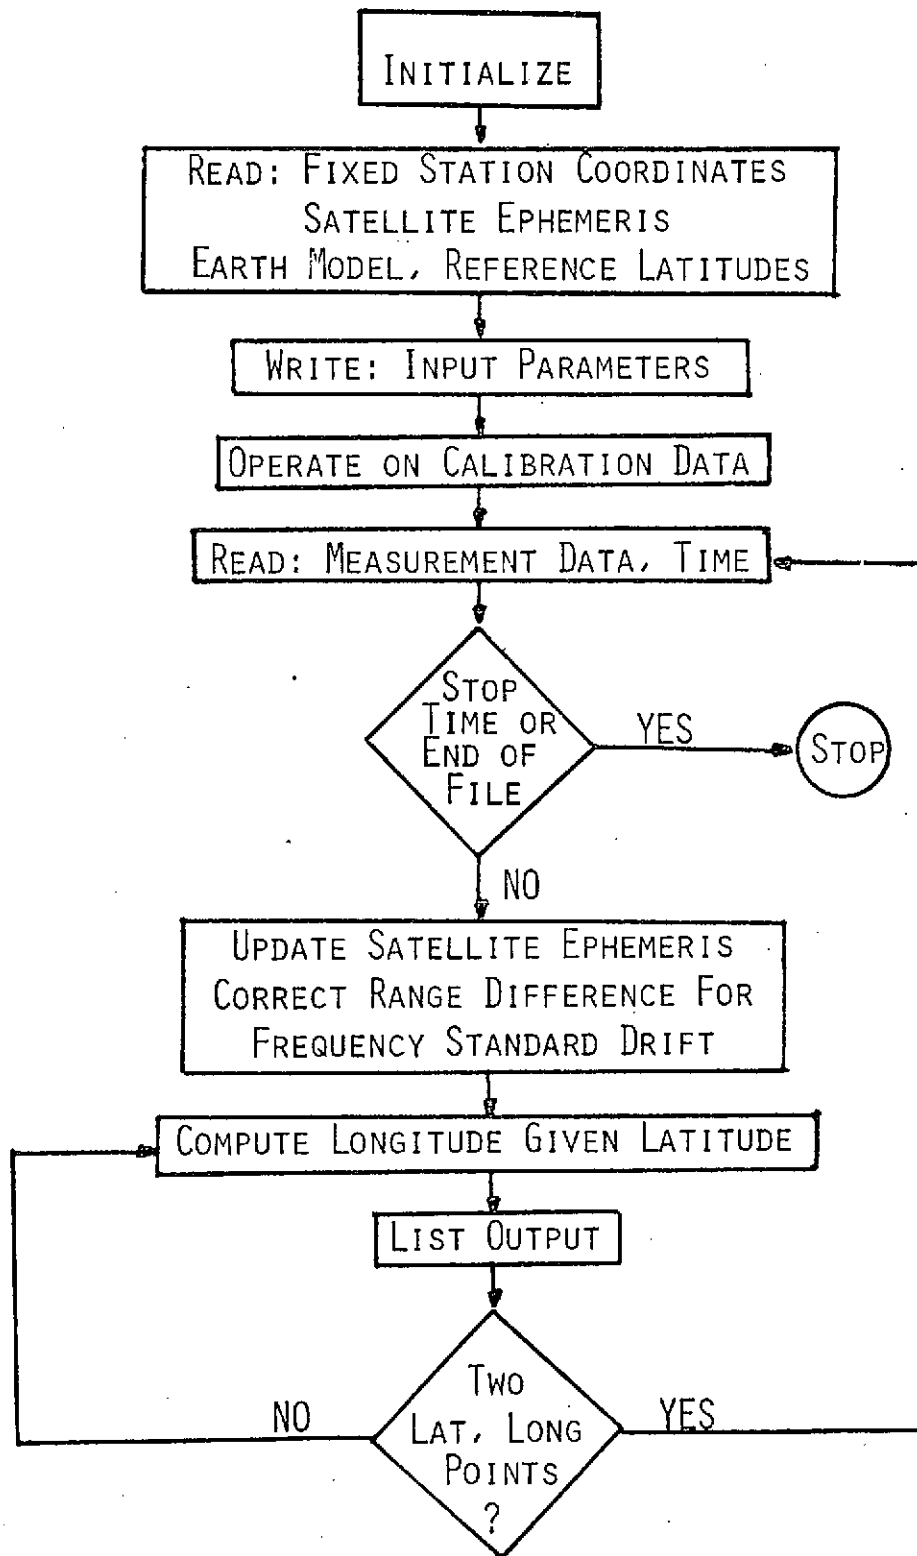 INITIALIZE
READ: FIXED STATION COORDINATES
SATELLITE EPHEMERIS
EARTH MODEL, REFERENCE LATITUDES
WRITE: INPUT PARAMETERS
OPERATE ON CALIBRATION DATA
READ: MEASUREMENT DATA, TIME
STOP
TIME OR
END OF
FILE
YES
STOP
NO
UPDATE SATELLITE EPHEMERIS
CORRECT RANGE DIFFERENCE FOR
FREQUENCY STANDARD DRIFT
COMPUTE LONGITUDE GIVEN LATITUDE
LIST OUTPUT
TWO
LAT, LONG
POINTS
?
NO
YES